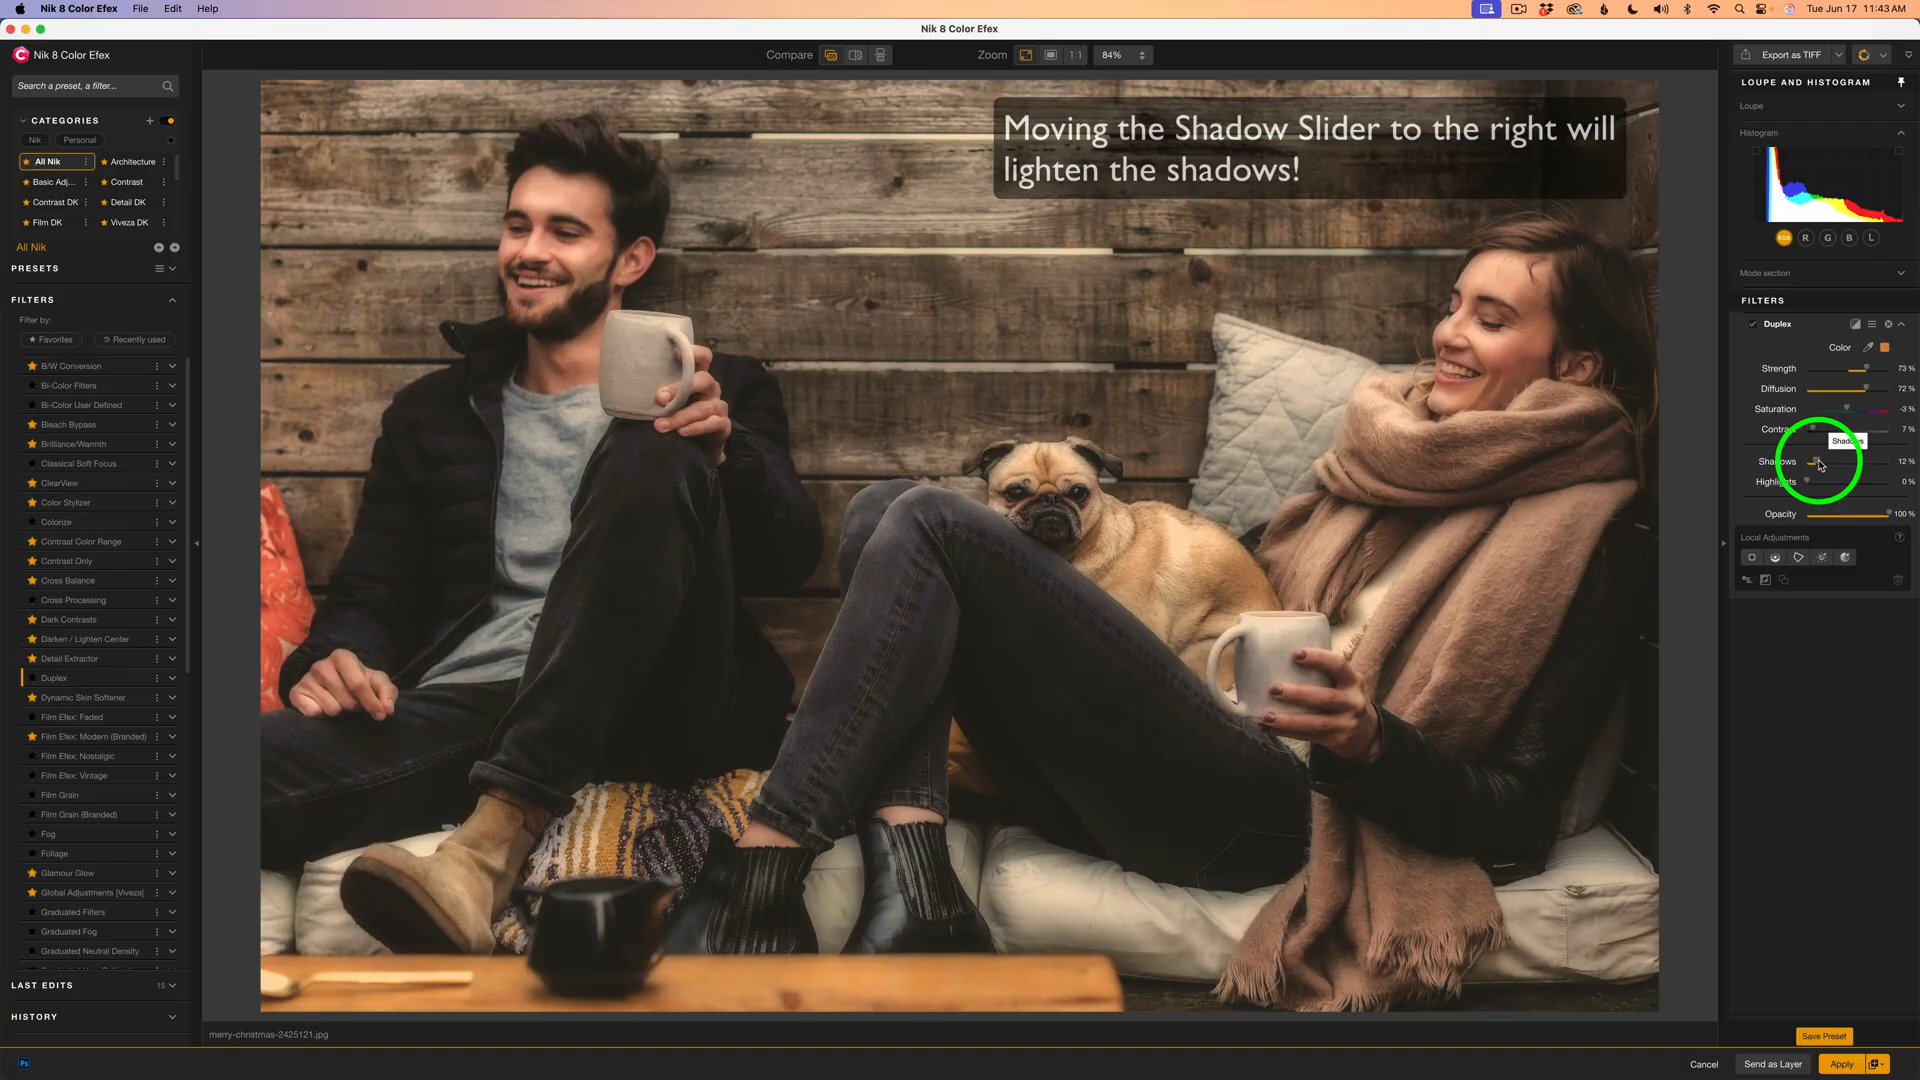 Nik 8 Color Efex File Edit Help
Tue Jun 17 11:43 AM
Nik 8 Color Efex
Nik 8 Color Efex
Compare
Zoom
84%
1:1
Export as TIFF
Search a preset, a filter...
CATEGORIES
Nik Personal
All Nik Architecture
Basic Adj... Contrast
Contrast DK Detail DK
Film DK Viveza DK
All Nik
PRESETS
FILTERS
Filter by:
Favorites Recently used
B/W Conversion
Bi-Color Filters
Bi-Color User Defined
Bleach Bypass
Brilliance/Warmth
Classical Soft Focus
ClearView
Color Stylizer
Colorize
Contrast Color Range
Contrast Only
Cross Balance
Cross Processing
Dark Contrasts
Darken / Lighten Center
Detail Extractor
Duplex
Dynamic Skin Softener
Film Efex: Faded
Film Efex: Modern (Branded)
Film Efex: Nostalgic
Film Efex: Vintage
Film Grain
Film Grain (Branded)
Fog
Foliage
Glamour Glow
Global Adjustments [Viveza]
Graduated Filters
Graduated Fog
Graduated Neutral Density
LAST EDITS 15
HISTORY
Moving the Shadow Slider to the right will
lighten the shadows!
merry-christmas-2425121.jpg
LOUPE AND HISTOGRAM
Loupe
Histogram
RGB R G B L
Mode section
FILTERS
Duplex
Color
Strength 73 %
Diffusion 72 %
Saturation -3 %
Contrast 7 %
Shadows
Shadows 12 %
Highlights 0 %
Opacity 100 %
Local Adjustments
Save Preset
Ps
Cancel Send as Layer Apply